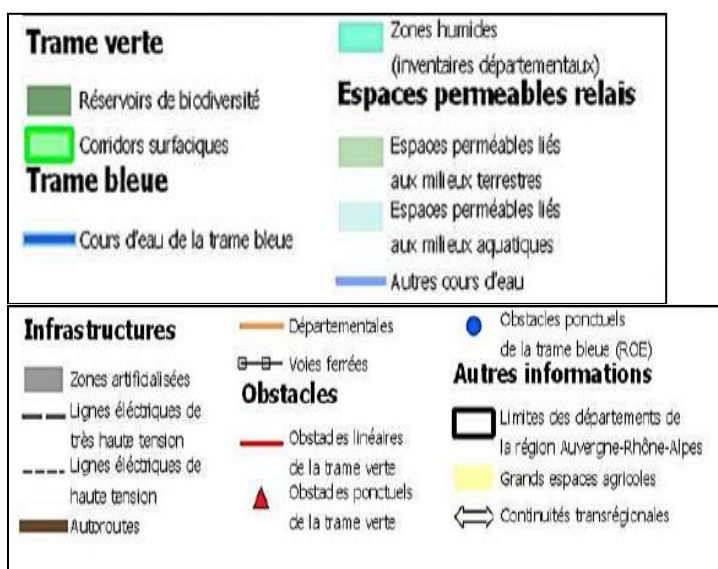 Trame verte
Réservoirs de biodiversité
Corridors surfaciques
Trame bleue
Cours d'eau de la trame bleue
Zones humides
(inventaires départementaux)
Espaces permeables relais
Espaces perméables liés
aux milieux terrestres
Espaces perméables liés
aux milieux aquatiques
Autres cours d'eau
Infrastructures
Zones artificialisées
Lignes éléctriques de
très haute tension
Lignes éléctriques de
haute tension
Autoroutes
Départementales
Voies ferrées
Obstacles
Obstacles linéaires
de la trame verte
Obstacles ponctuels
de la trame verte
Obstacles ponctuels
de la trame bleue (ROE)
Autres informations
Limites des départements de
la région Auvergne-Rhône-Alpes
Grands espaces agricoles
Continuités transrégionales